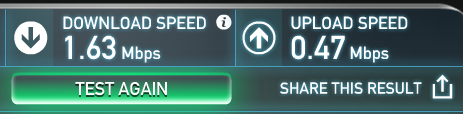 DOWNLOAD SPEED
1.63 Mbps
UPLOAD SPEED
0.47 Mbps
TEST AGAIN
SHARE THIS RESULT